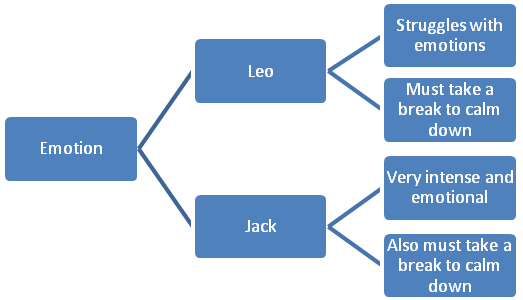 Emotion
Leo
Struggles with
emotions
Must take a
break to calm
down
Jack
Very intense and
emotional
Also must take a
break to calm
down